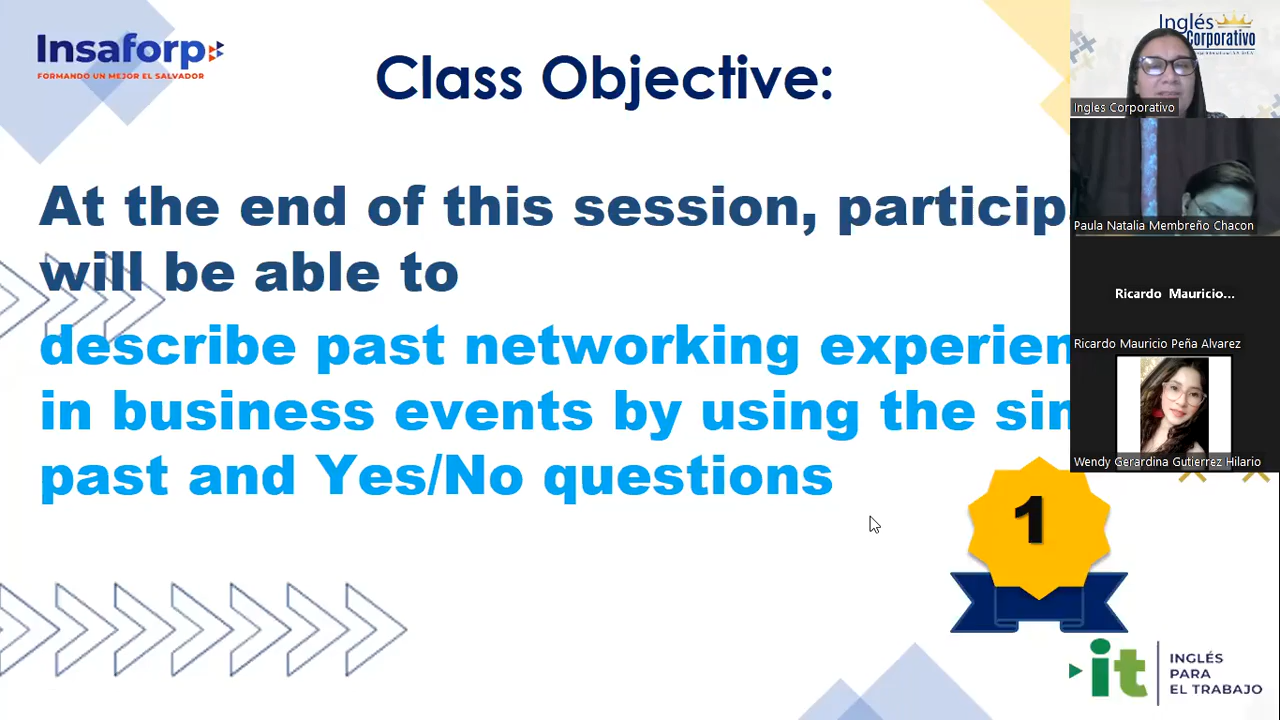 Insaforp
FORMANDO UN MEJOR EL SALVADOR
Class Objective:
At the end of this session, particip
will be able to
describe past networking experien
in business events by using the sim
past and Yes/No questions
1
it
INGLÉS
PARA
EL TRABAJO
Inglés
Corporativo
Ingles Corporativo
Paula Natalia Membreño Chacon
Ricardo Mauricio...
Ricardo Mauricio Peña Alvarez
Wendy Gerardina Gutierrez Hilario